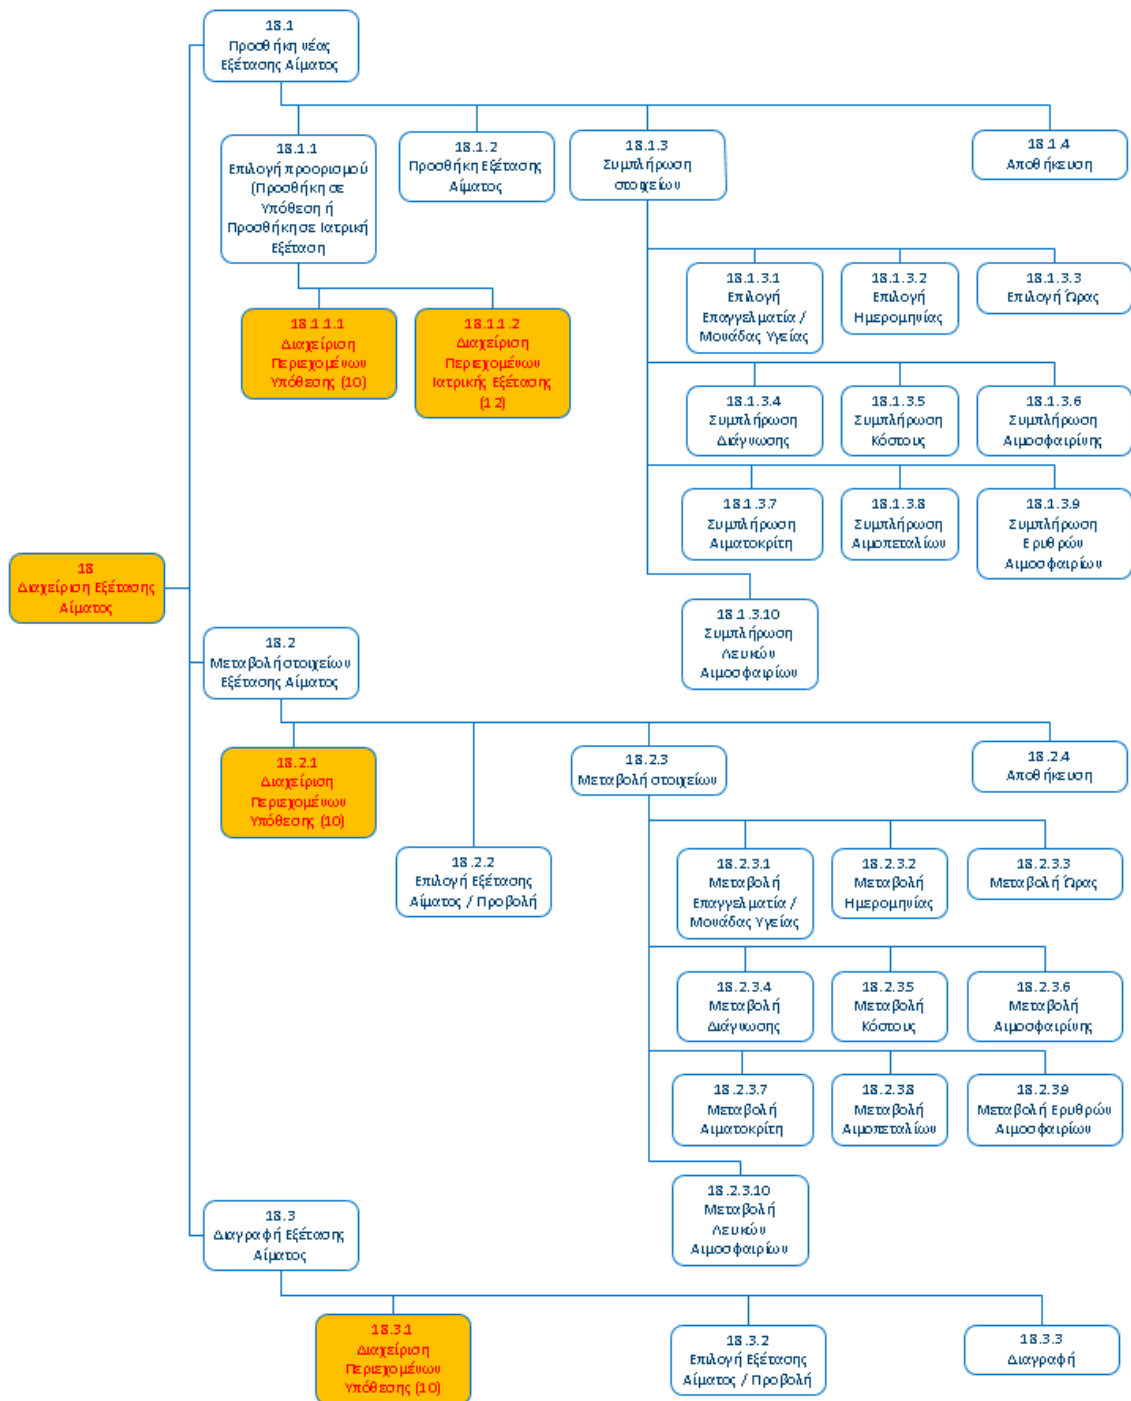 18.1
Προσθήκη νέας
Εξέτασης Αίματος
18.1.1
Επιλογή προορισμού
(Προσθήκη σε
Υπόθεση ή
Προσθήκη σε Ιατρική
Εξέταση
18.1.2
Προσθήκη Εξέτασης
Αίματος
18.1.3
Συμπλήρωση
στοιχείων
18.1.4
Αποθήκευση
18.1.1.1
Διαχείριση
Περιεχομένων
Υπόθεσης (10)
18.1.1.2
Διαχείριση
Περιεχομένων
Ιατρικής Εξέτασης
(12)
18.1.3.1
Επιλογή
Επαγγελματία /
Μονάδας Υγείας
18.1.3.2
Επιλογή
Ημερομηνίας
18.1.3.3
Επιλογή Ώρας
18.1.3.4
Συμπλήρωση
Διάγνωσης
18.1.3.5
Συμπλήρωση
Κόστους
18.1.3.6
Συμπλήρωση
Αιμοσφαιρίνης
18.1.3.7
Συμπλήρωση
Αιματοκρίτη
18.1.3.8
Συμπλήρωση
Αιμοπεταλίων
18.1.3.9
Συμπλήρωση
Ερυθρών
Αιμοσφαιρίων
18.1.3.10
Συμπλήρωση
Λευκών
Αιμοσφαιρίων
18
Διαχείριση Εξέτασης
Αίματος
18.2
Μεταβολή στοιχείων
Εξέτασης Αίματος
18.2.1
Διαχείριση
Περιεχομένων
Υπόθεσης (10)
18.2.2
Επιλογή Εξέτασης
Αίματος / Προβολή
18.2.3
Μεταβολή στοιχείων
18.2.4
Αποθήκευση
18.2.3.1
Μεταβολή
Επαγγελματία /
Μονάδας Υγείας
18.2.3.2
Μεταβολή
Ημερομηνίας
18.2.3.3
Μεταβολή Ώρας
18.2.3.4
Μεταβολή
Διάγνωσης
18.2.3.5
Μεταβολή
Κόστους
18.2.3.6
Μεταβολή
Αιμοσφαιρίνης
18.2.3.7
Μεταβολή
Αιματοκρίτη
18.2.3.8
Μεταβολή
Αιμοπεταλίων
18.2.3.9
Μεταβολή Ερυθρών
Αιμοσφαιρίων
18.2.3.10
Μεταβολή
Λευκών
Αιμοσφαιρίων
18.3
Διαγραφή Εξέτασης
Αίματος
18.3.1
Διαχείριση
Περιεχομένων
Υπόθεσης (10)
18.3.2
Επιλογή Εξέτασης
Αίματος / Προβολή
18.3.3
Διαγραφή